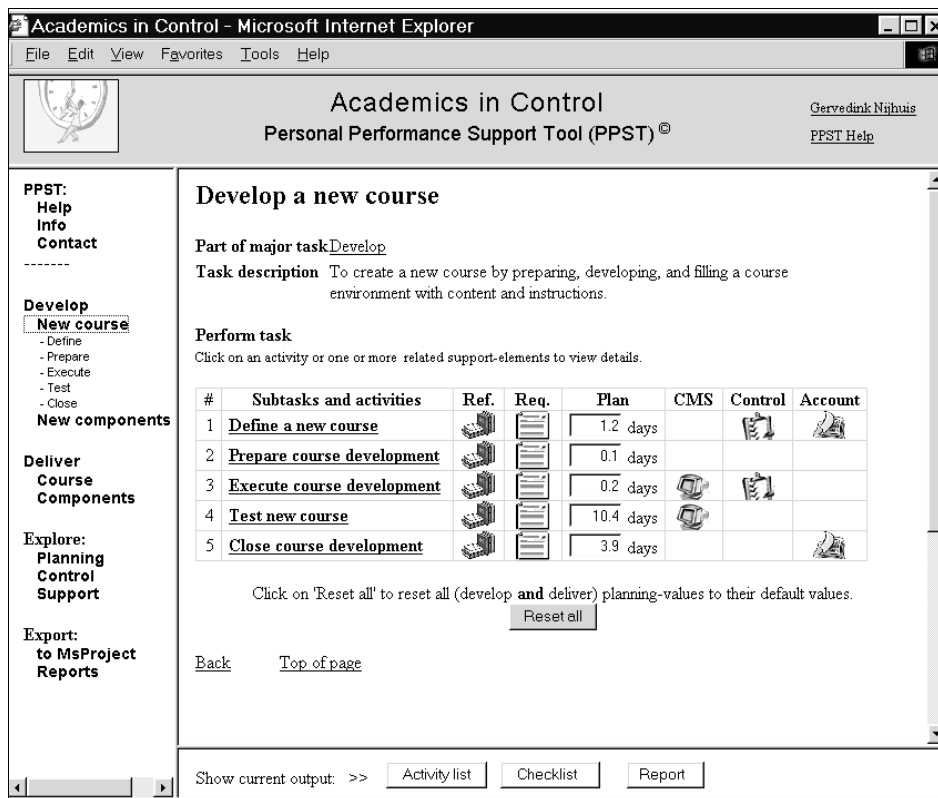 Academics in Control - Microsoft Internet Explorer
File Edit View Favorites Tools Help
Academics in Control
Personal Performance Support Tool (PPST) ©
Gervedink Nijhuis
PPST Help
PPST:
Help
Info
Contact
-------
Develop
New course
- Define
- Prepare
- Execute
- Test
- Close
New components
Deliver
Course
Components
Explore:
Planning
Control
Support
Export:
to MsProject
Reports
Develop a new course
Part of major task Develop
Task description To create a new course by preparing, developing, and filling a course
environment with content and instructions.
Perform task
Click on an activity or one or more related support-elements to view details.
# Subtasks and activities Ref. Req. Plan CMS Control Account
1 Define a new course 1.2 days
2 Prepare course development 0.1 days
3 Execute course development 0.2 days
4 Test new course 10.4 days
5 Close course development 3.9 days
Click on 'Reset all' to reset all (develop and deliver) planning-values to their default values.
Reset all
Back Top of page
Show current output: >> Activity list Checklist Report